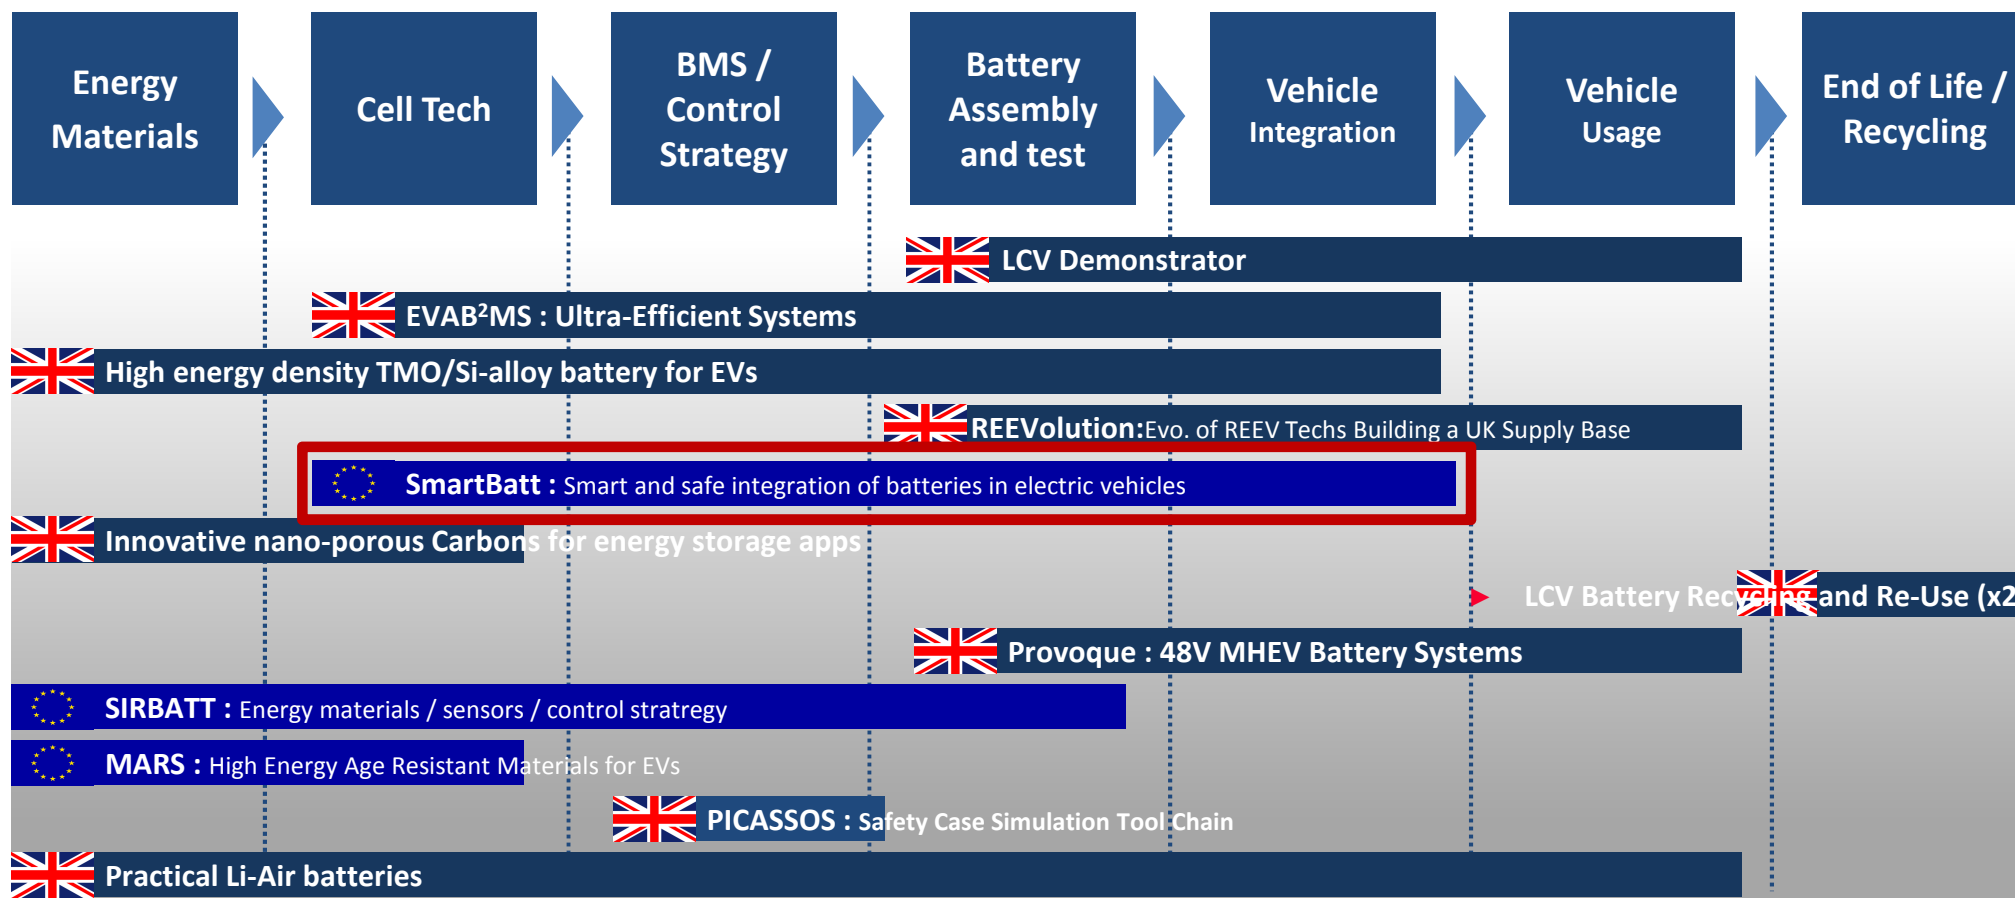 Energy
Materials
Cell Tech
BMS /
Control
Strategy
Battery
Assembly
and test
Vehicle
Integration
Vehicle
Usage
End of Life /
Recycling
LCV Demonstrator
EVAB²MS : Ultra-Efficient Systems
High energy density TMO/Si-alloy battery for EVs
REEVolution:Evo. of REEV Techs Building a UK Supply Base
SmartBatt : Smart and safe integration of batteries in electric vehicles
Innovative nano-porous Carbons for energy storage apps
LCV Battery Recycling and Re-Use (x2
Provoque : 48V MHEV Battery Systems
SIRBATT : Energy materials / sensors / control stratregy
MARS : High Energy Age Resistant Materials for EVs
PICASSOS : Safety Case Simulation Tool Chain
Practical Li-Air batteries